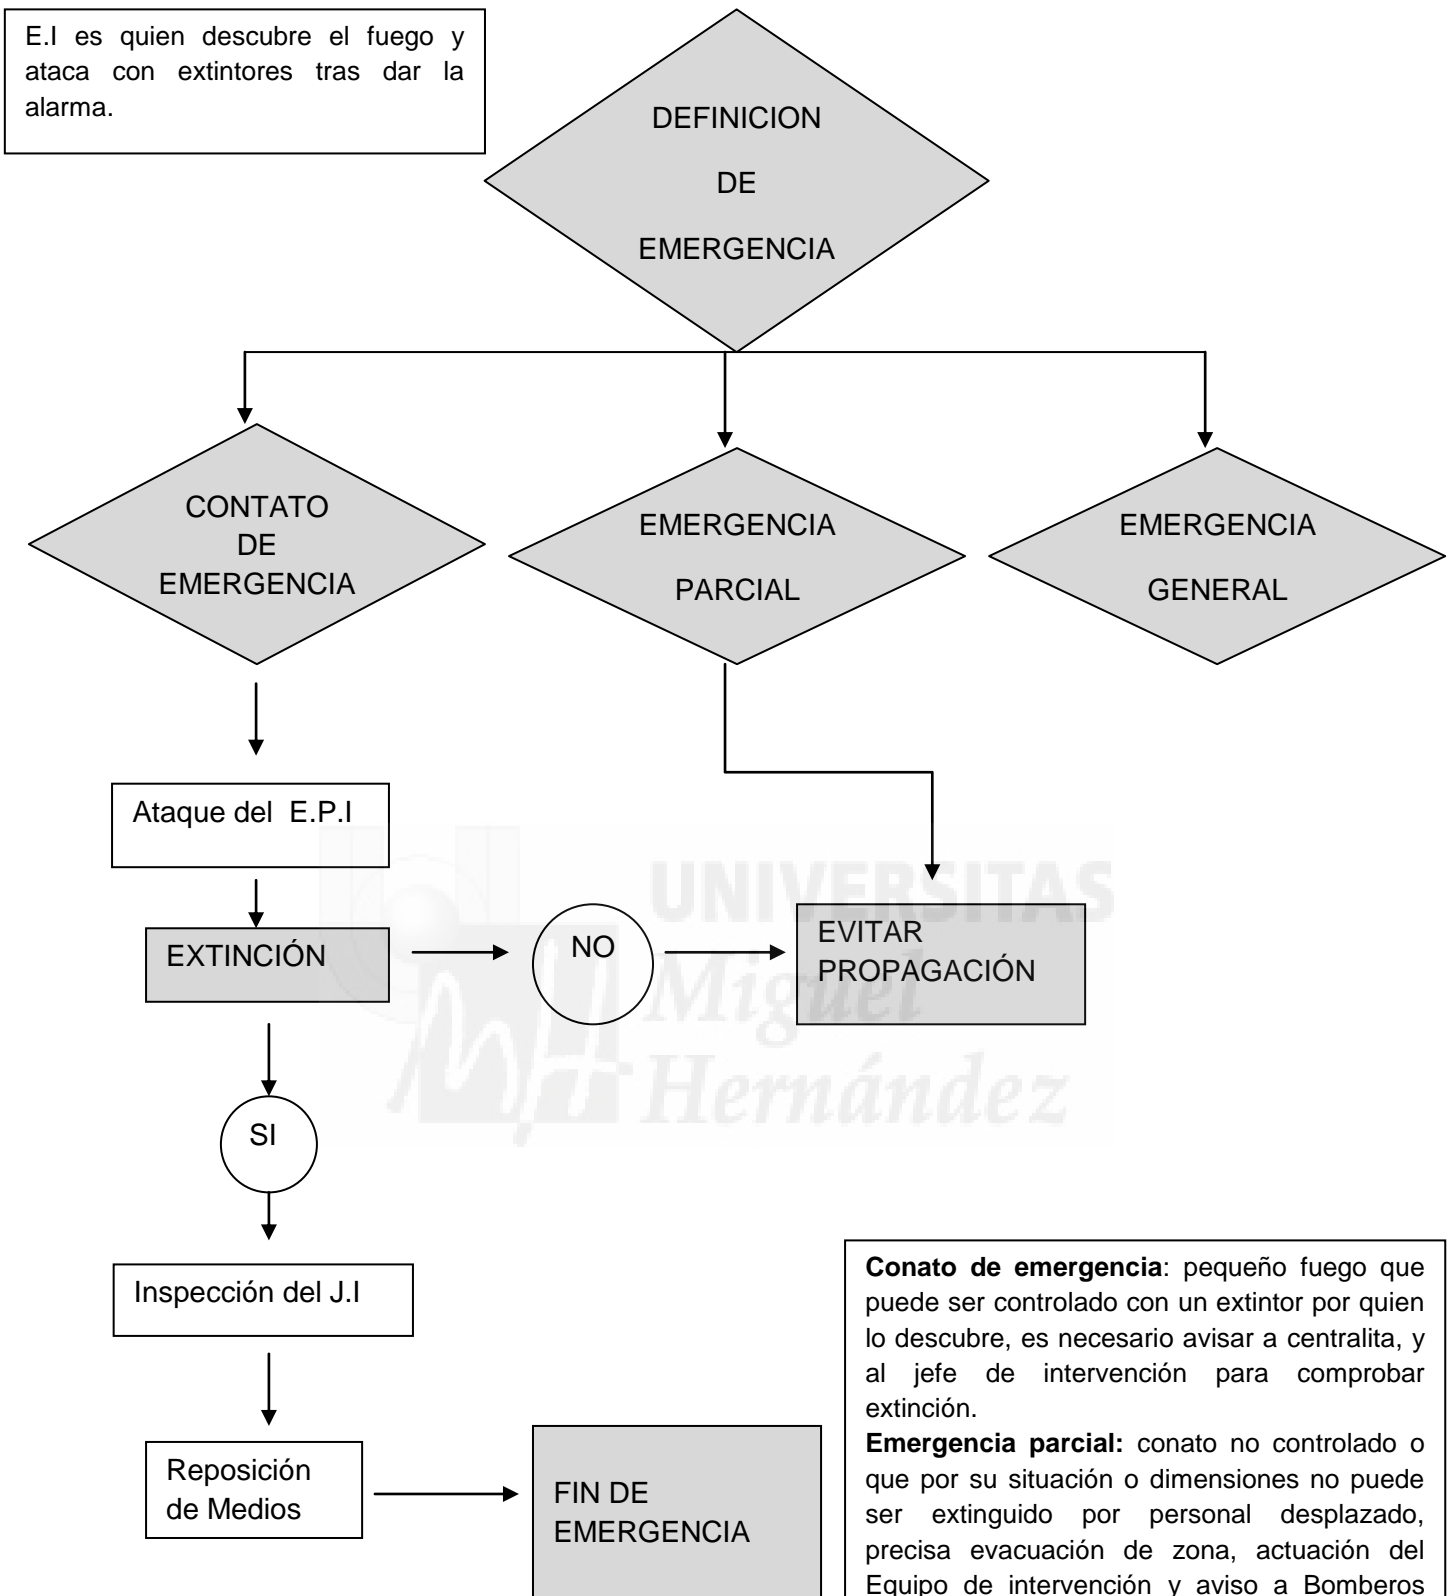 E.I es quien descubre el fuego y
ataca con extintores tras dar la
alarma.
DEFINICION
DE
EMERGENCIA
CONTATO
DE
EMERGENCIA
EMERGENCIA
PARCIAL
EMERGENCIA
GENERAL
Ataque del E.P.I
EXTINCIÓN
NO
EVITAR
PROPAGACIÓN
UNIVERSITAS
Miguel
Hernández
SI
Inspección del J.I
Reposición
de Medios
FIN DE
EMERGENCIA
Conato de emergencia: pequeño fuego que
puede ser controlado con un extintor por quien
lo descubre, es necesario avisar a centralita, y
al jefe de intervención para comprobar
extinción.
Emergencia parcial: conato no controlado o
que por su situación o dimensiones no puede
ser extinguido por personal desplazado,
precisa evacuación de zona, actuación del
Equipo de intervención y aviso a Bomberos